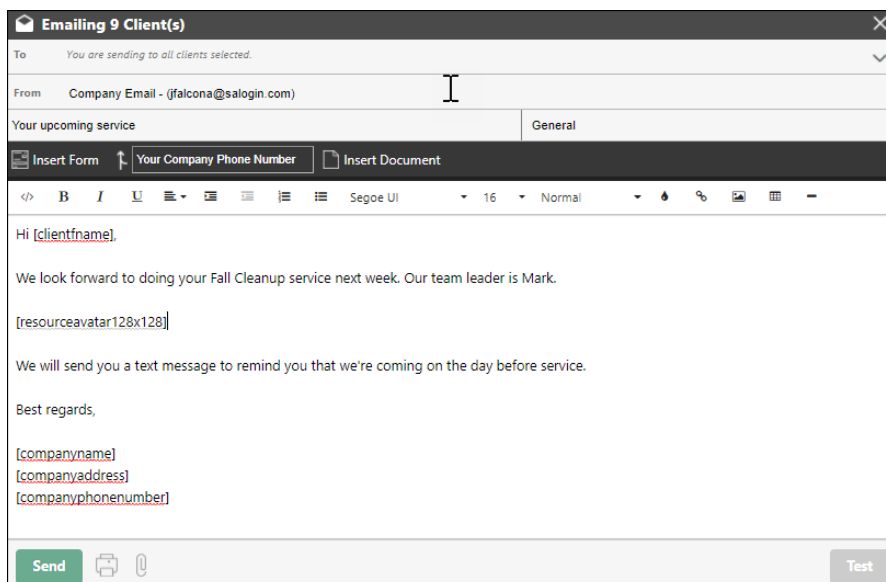 Emailing 9 Client(s)
To You are sending to all clients selected.
From Company Email - (jfalcona@salogin.com)
Your upcoming service General
Insert Form Your Company Phone Number Insert Document
</> B I U Segoe UI 16 Normal
Hi [clientfname],
We look forward to doing your Fall Cleanup service next week. Our team leader is Mark.
[resourceavatar128x128]
We will send you a text message to remind you that we're coming on the day before service.
Best regards,
[companyname]
[companyaddress]
[companyphonenumber]
Send Test